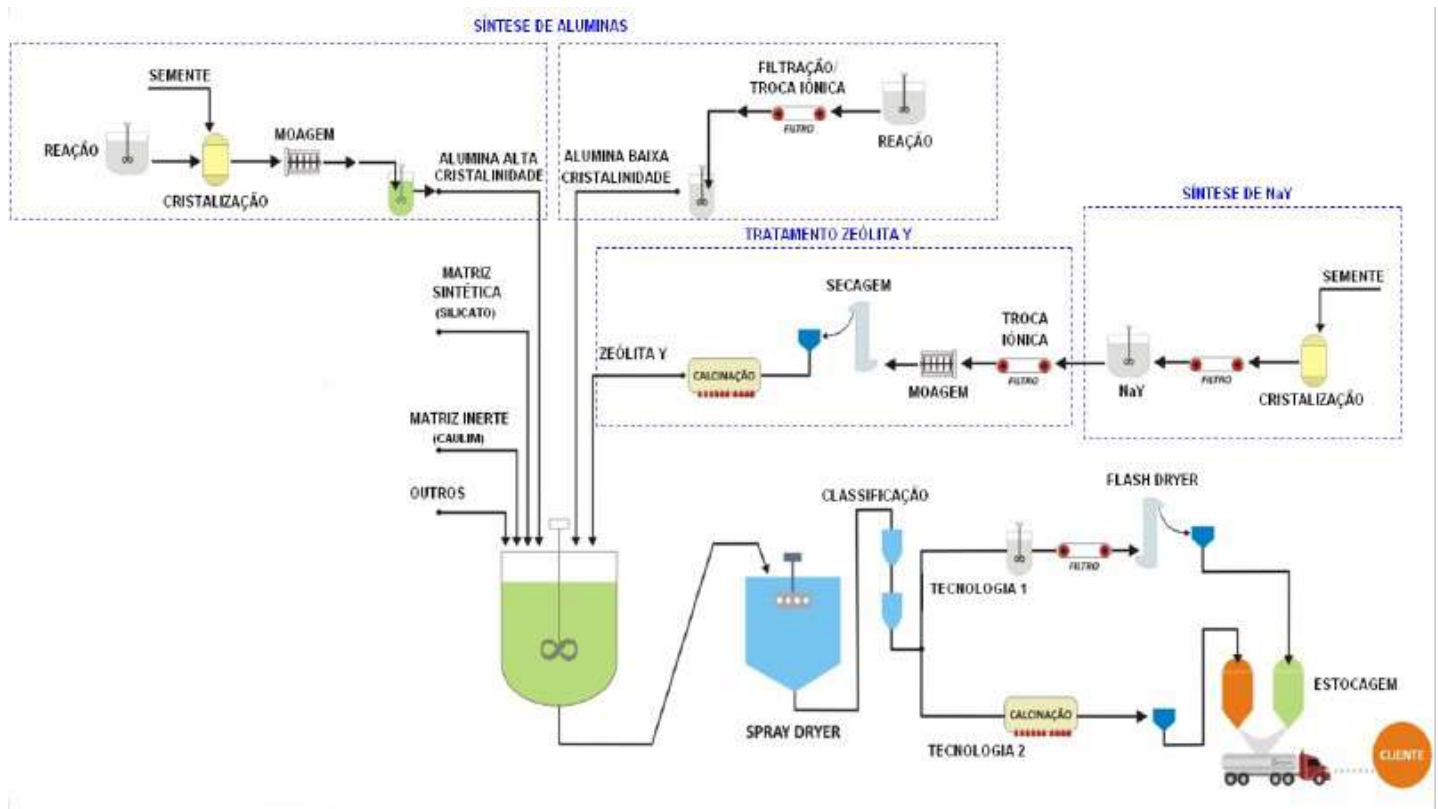 SÍNTESE DE ALUMINAS
SEMENTE
REAÇÃO
MOAGEM
CRISTALIZAÇÃO
ALUMINA ALTA
CRISTALINIDADE
FILTRAÇÃO/
TROCA IÔNICA
FILTRO
REAÇÃO
ALUMINA BAIXA
CRISTALINIDADE
SÍNTESE DE NaY
SEMENTE
CRISTALIZAÇÃO
FILTRO
NaY
TRATAMENTO ZEÓLITA Y
SECAGEM
TROCA
IÔNICA
FILTRO
MOAGEM
CALCINAÇÃO
ZEÓLITA Y
MATRIZ
SINTÉTICA
(SILICATO)
MATRIZ INERTE
(CAULIM)
OUTROS
SPRAY DRYER
CLASSIFICAÇÃO
TECNOLOGIA 1
FILTRO
FLASH DRYER
CALCINAÇÃO
TECNOLOGIA 2
ESTOCAGEM
CLIENTE